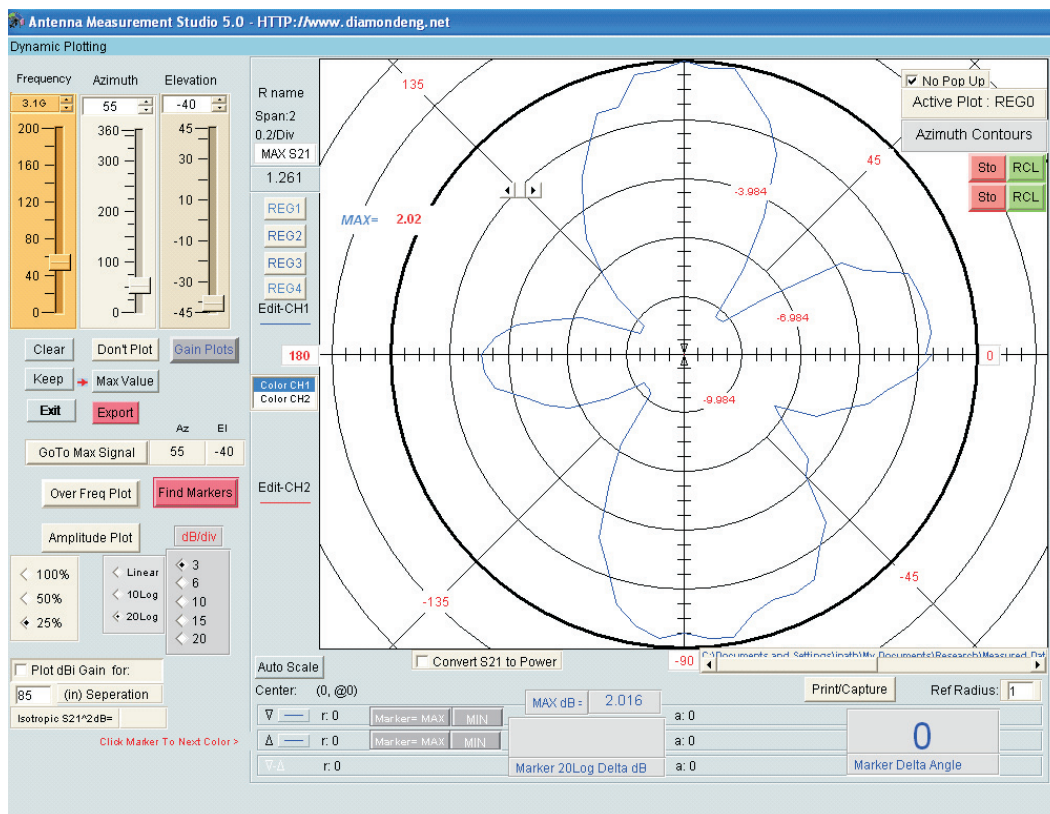 Antenna Measurement Studio 5.0 - HTTP://www.diamondeng.net
Dynamic Plotting
Frequency Azimuth Elevation
3.1G 55 -40
200 360 45
160 300 30
120 200 10
80 -10
40 100 -30
0 0 -45
R name
Span:2
0.2/Div
MAX S21
1.261
REG1
REG2
REG3
REG4
Edit-CH1
180
Color CH1
Color CH2
Edit-CH2
135
MAX= 2.02
-3.984
45
-6.984
0
-9.984
-135
-45
-90
No Pop Up
Active Plot : REG0
Azimuth Contours
Sto RCL
Sto RCL
Clear Don't Plot Gain Plots
Keep Max Value
Exit Export
Az El
GoTo Max Signal 55 -40
Over Freq Plot Find Markers
Amplitude Plot dB/div
100%
50%
25%
Linear
10Log
20Log
3
6
10
15
20
Plot dBi Gain for:
85 (in) Seperation
Isotropic S21^2dB=
Click Marker To Next Color >
Auto Scale Convert S21 to Power
C:\Documents and Settings\ipath\My Documents\Research\Measured Dat
Center: (0, @0) MAX dB = 2.016 Print/Capture Ref Radius: 1
∇ r: 0 Marker= MAX MIN a: 0
Δ r: 0 Marker= MAX MIN a: 0
∇-Δ r: 0 a: 0
Marker 20Log Delta dB
0
Marker Delta Angle